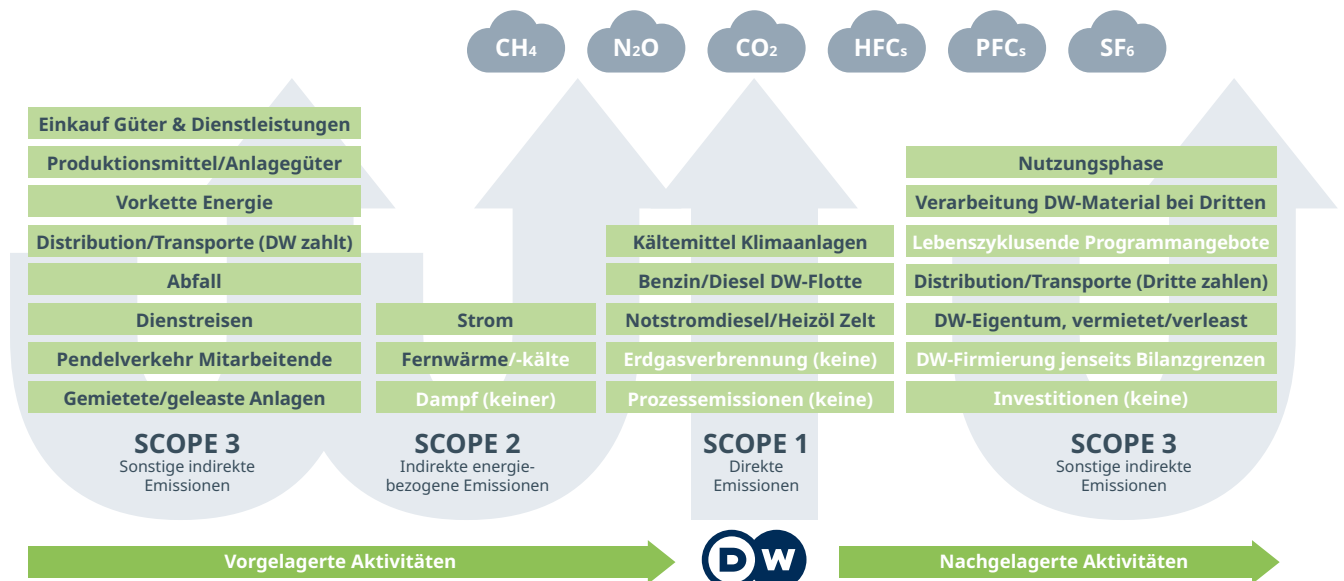 CH₄
N₂O
CO₂
HFCs
PFCs
SF₆
Einkauf Güter & Dienstleistungen
Produktionsmittel/Anlagegüter
Vorkette Energie
Distribution/Transporte (DW zahlt)
Abfall
Dienstreisen
Pendelverkehr Mitarbeitende
Gemietete/geleaste Anlagen
SCOPE 3
Sonstige indirekte
Emissionen
Strom
Fernwärme/-kälte
Dampf (keiner)
SCOPE 2
Indirekte energie-
bezogene Emissionen
Kältemittel Klimaanlagen
Benzin/Diesel DW-Flotte
Notstromdiesel/Heizöl Zelt
Erdgasverbrennung (keine)
Prozessemissionen (keine)
SCOPE 1
Direkte
Emissionen
Nutzungsphase
Verarbeitung DW-Material bei Dritten
Lebenszyklusende Programmangebote
Distribution/Transporte (Dritte zahlen)
DW-Eigentum, vermietet/verleast
DW-Firmierung jenseits Bilanzgrenzen
Investitionen (keine)
SCOPE 3
Sonstige indirekte
Emissionen
Vorgelagerte Aktivitäten
DW
Nachgelagerte Aktivitäten